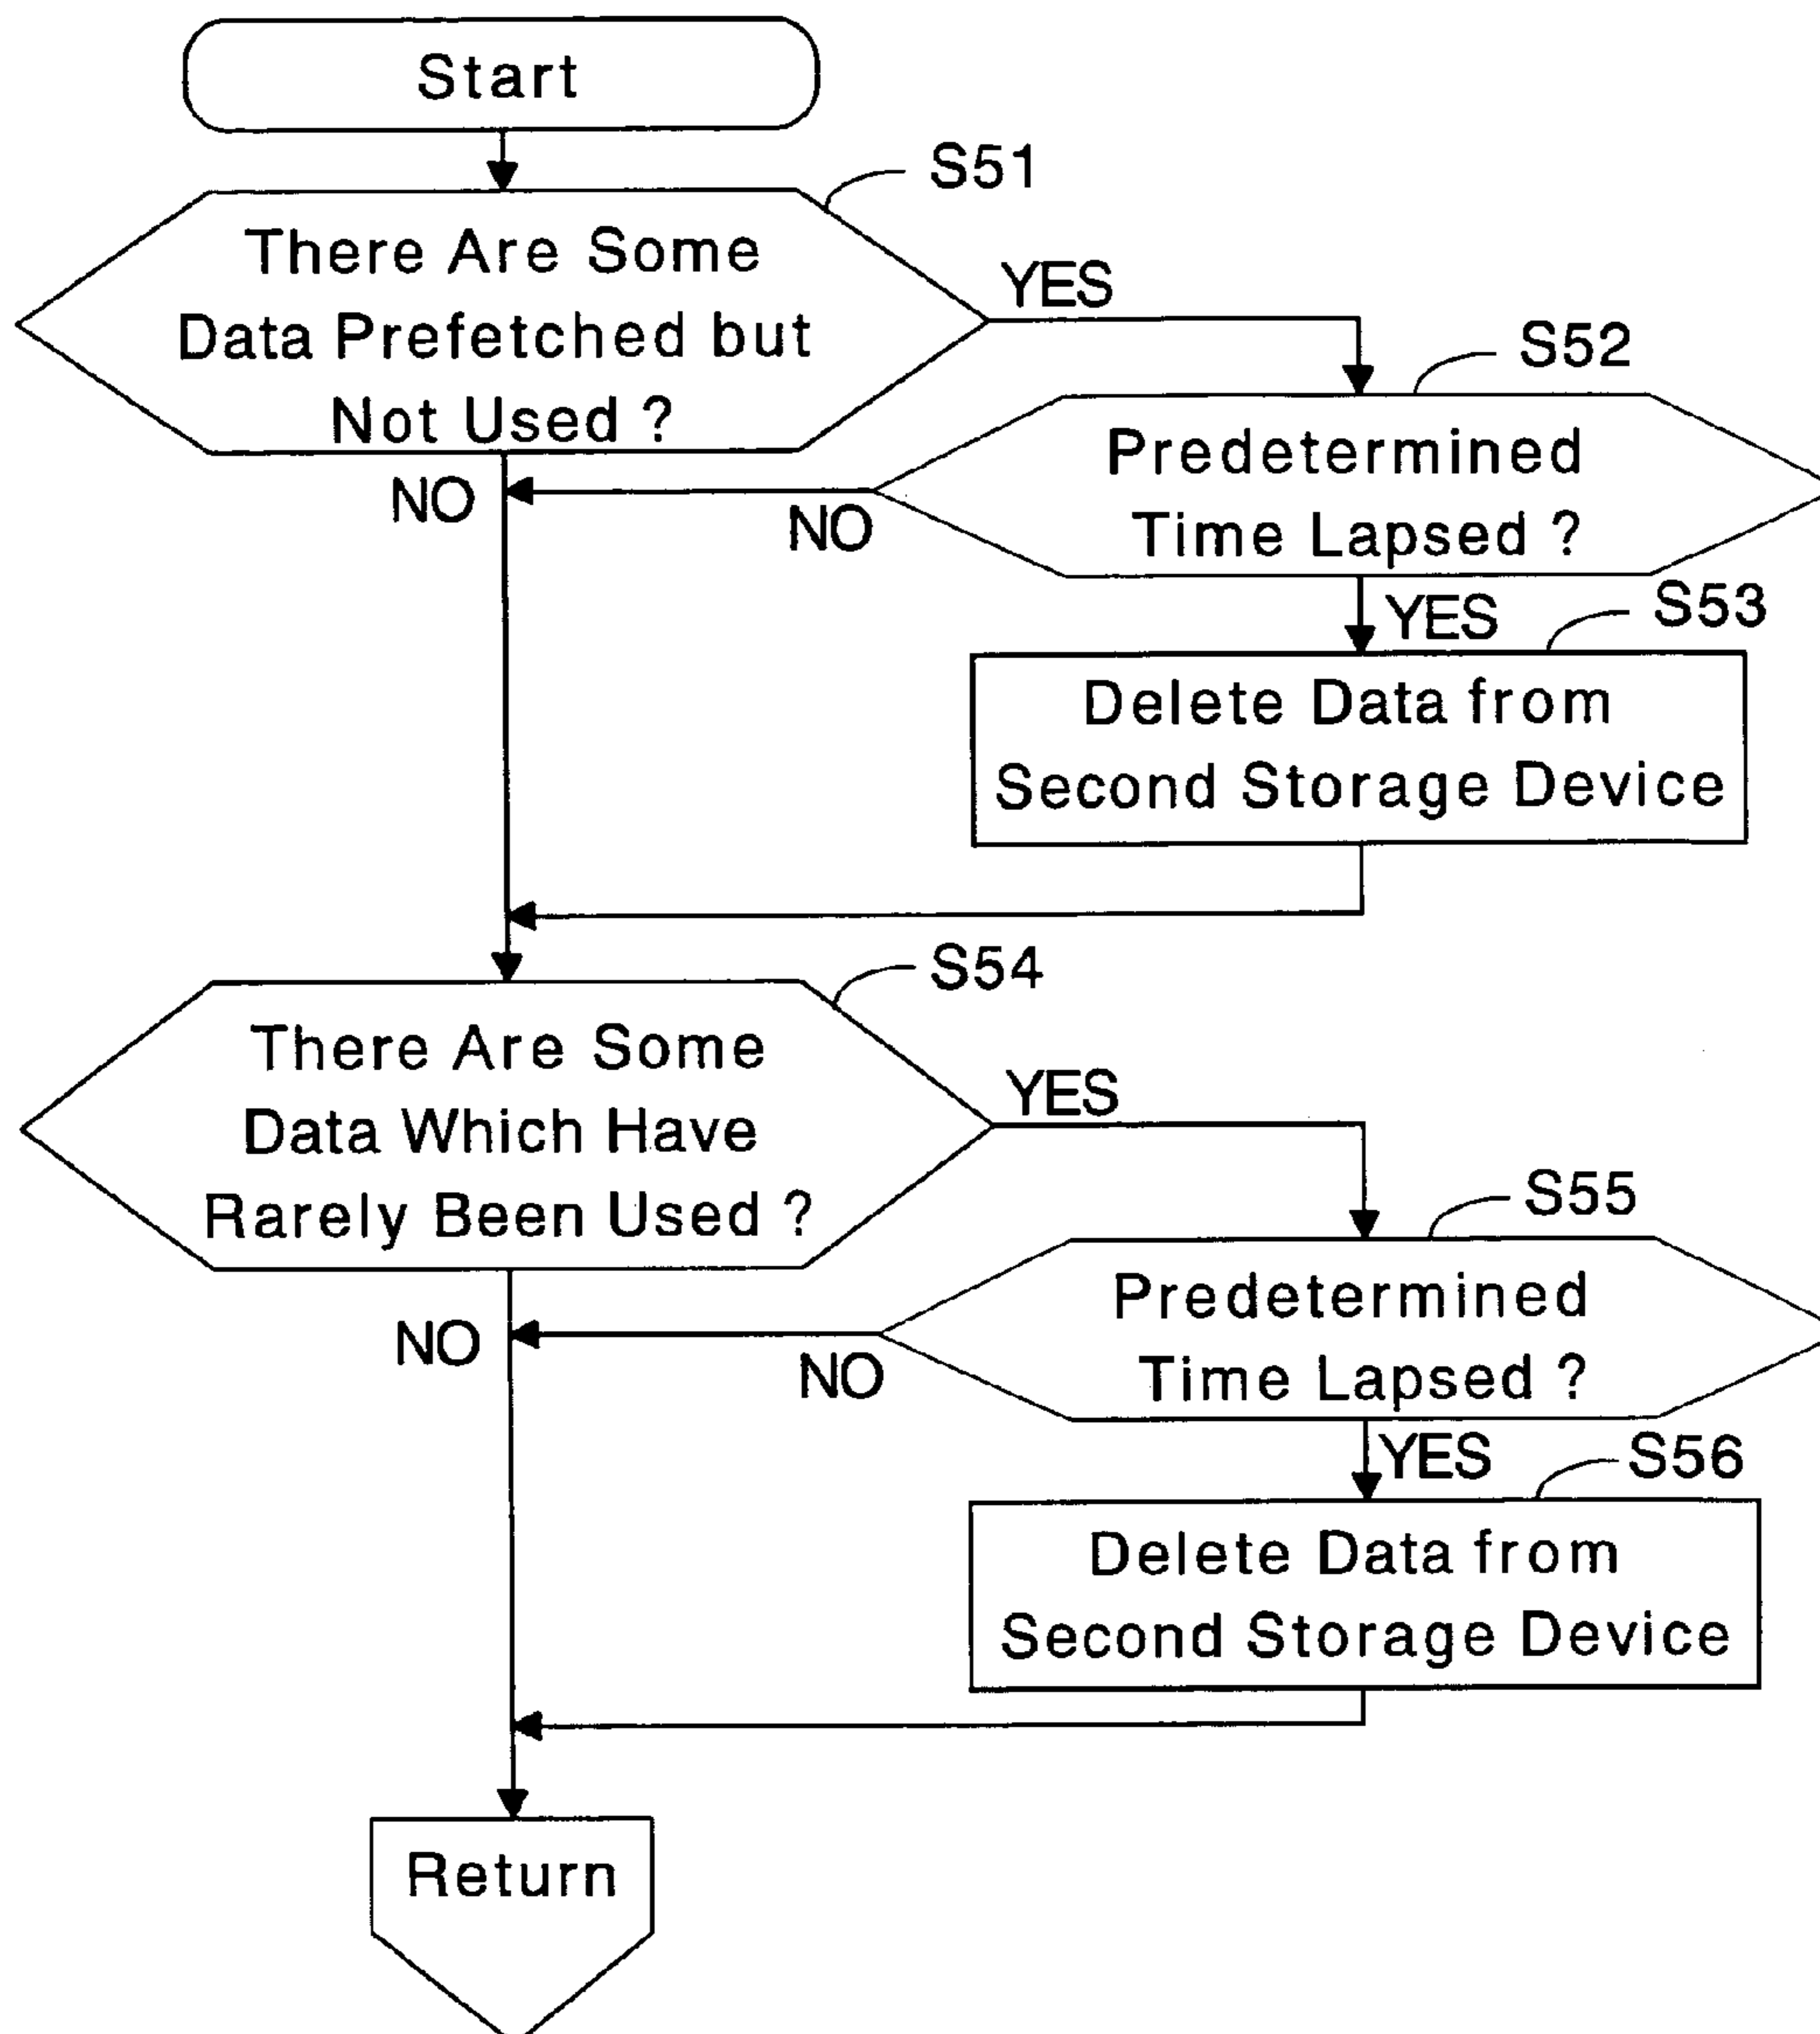 Start
S51
There Are Some
Data Prefetched but
Not Used ?
YES
NO
S52
Predetermined
Time Lapsed ?
NO
YES
S53
Delete Data from
Second Storage Device
S54
There Are Some
Data Which Have
Rarely Been Used ?
YES
NO
S55
Predetermined
Time Lapsed ?
NO
YES
S56
Delete Data from
Second Storage Device
Return